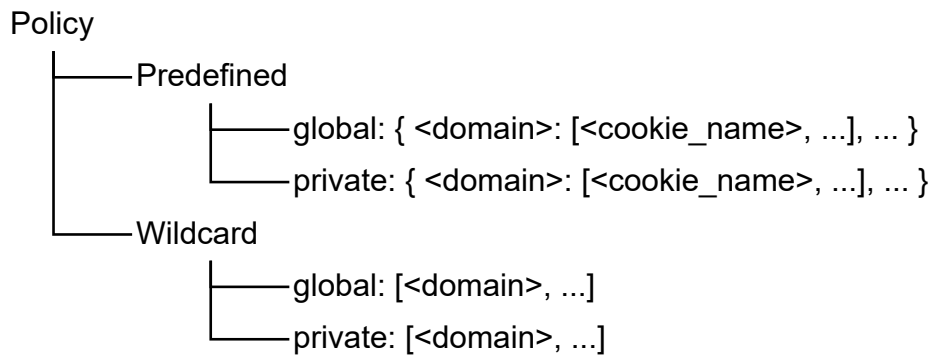 Policy
Predefined
global: { <domain>: [<cookie_name>, ...], ... }
private: { <domain>: [<cookie_name>, ...], ... }
Wildcard
global: [<domain>, ...]
private: [<domain>, ...]